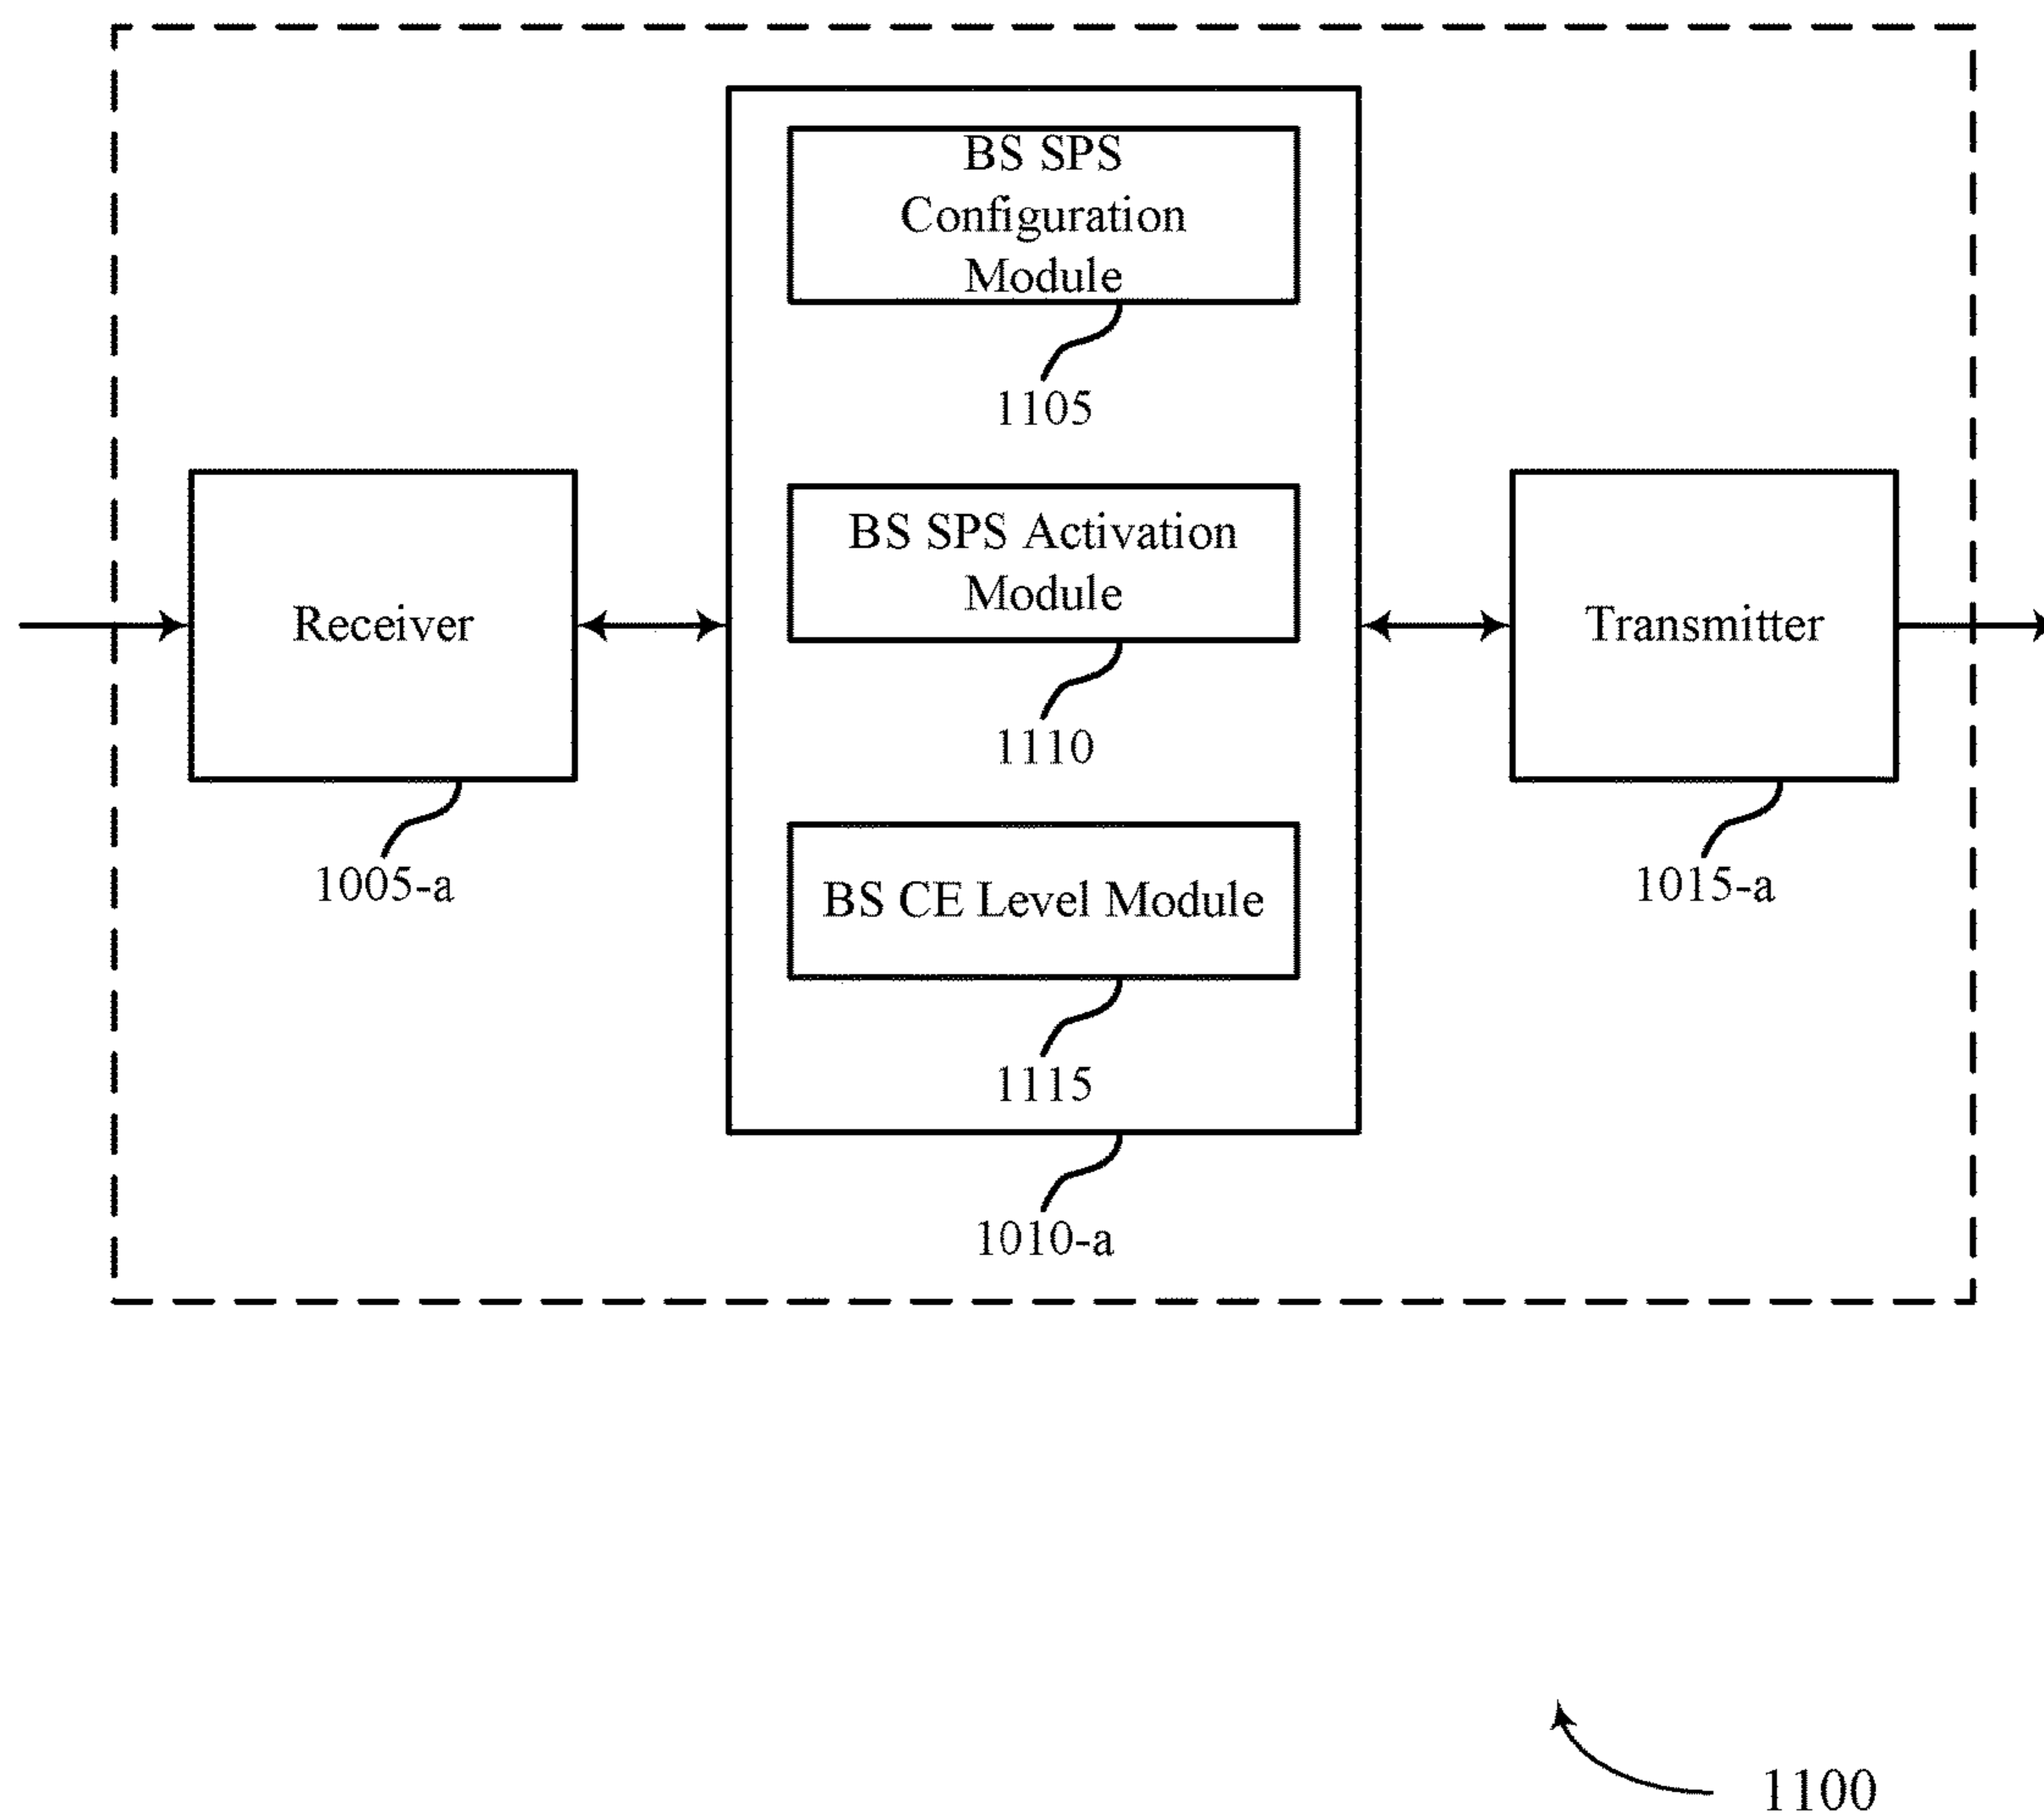 BS SPS
Configuration
Module
1105
BS SPS Activation
Module
1110
Receiver
Transmitter
1005-a
1015-a
BS CE Level Module
1115
1010-a
1100